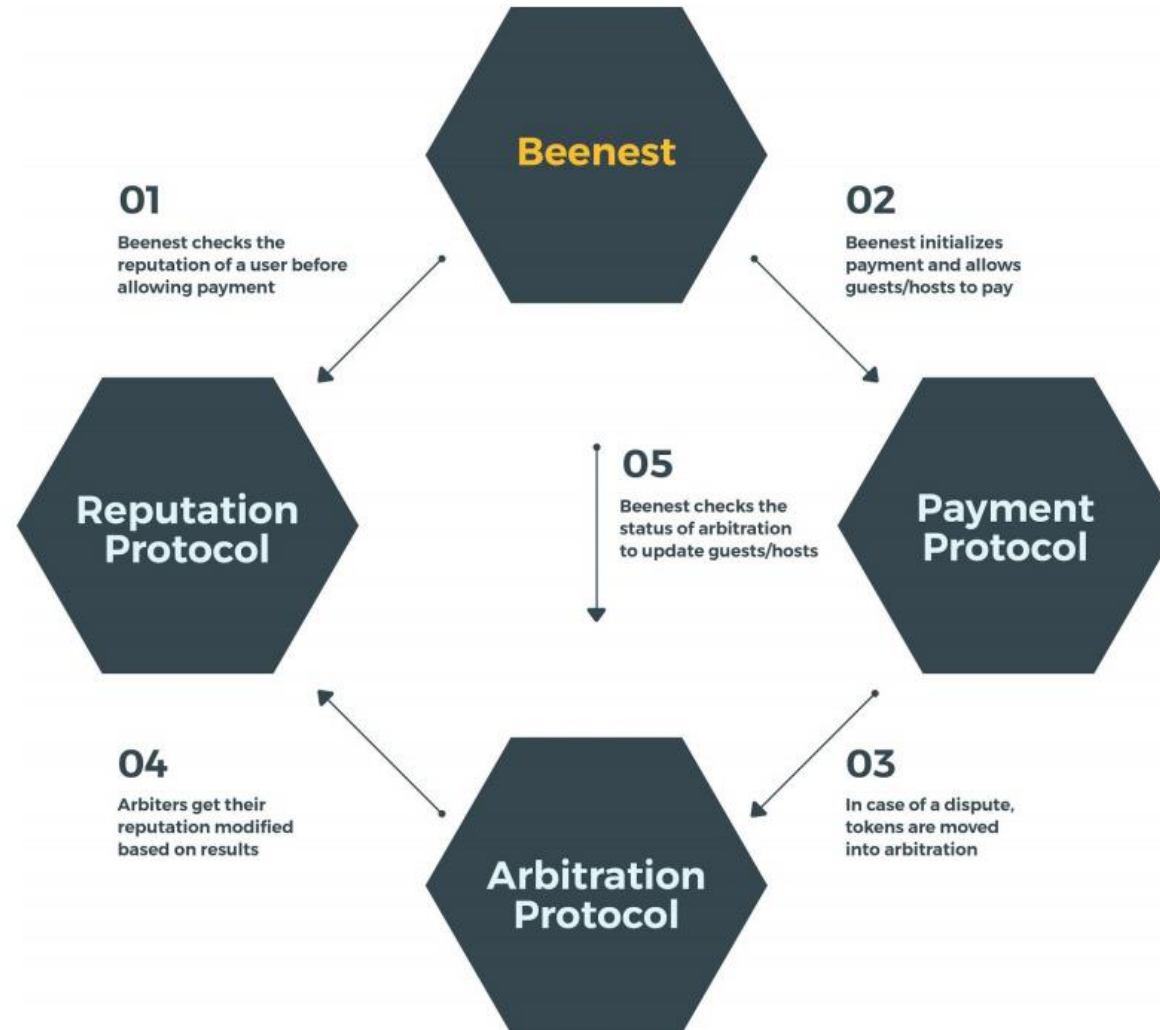 Beenest
01
Beenest checks the
reputation of a user before
allowing payment
02
Beenest initializes
payment and allows
guests/hosts to pay
Reputation
Protocol
05
Beenest checks the
status of arbitration
to update guests/hosts
Payment
Protocol
04
Arbiters get their
reputation modified
based on results
03
In case of a dispute,
tokens are moved
into arbitration
Arbitration
Protocol